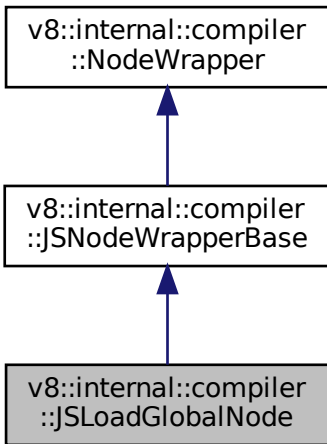 v8::internal::compiler
::NodeWrapper
v8::internal::compiler
::JSNodeWrapperBase
v8::internal::compiler
::JSLoadGlobalNode